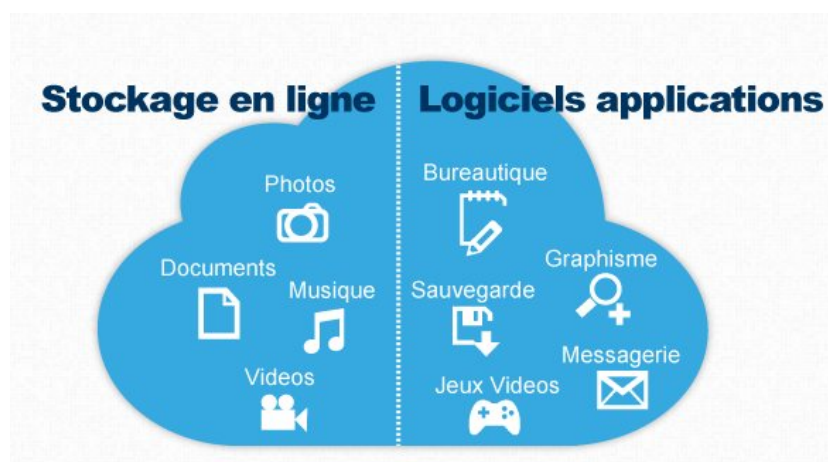 Stockage en ligne
Logiciels applications
Photos
Documents
Musique
Videos
Bureautique
Graphisme
Sauvegarde
Messagerie
Jeux Videos